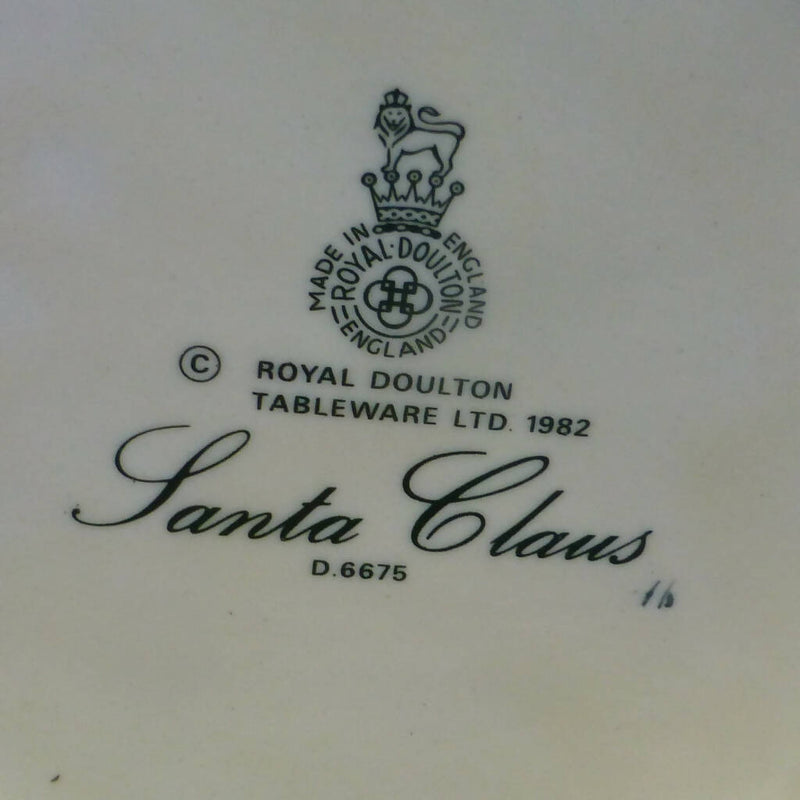 MADE IN ENGLAND
ROYAL·DOULTON
ENGLAND
© ROYAL DOULTON
TABLEWARE LTD. 1982
Santa Claus
D.6675